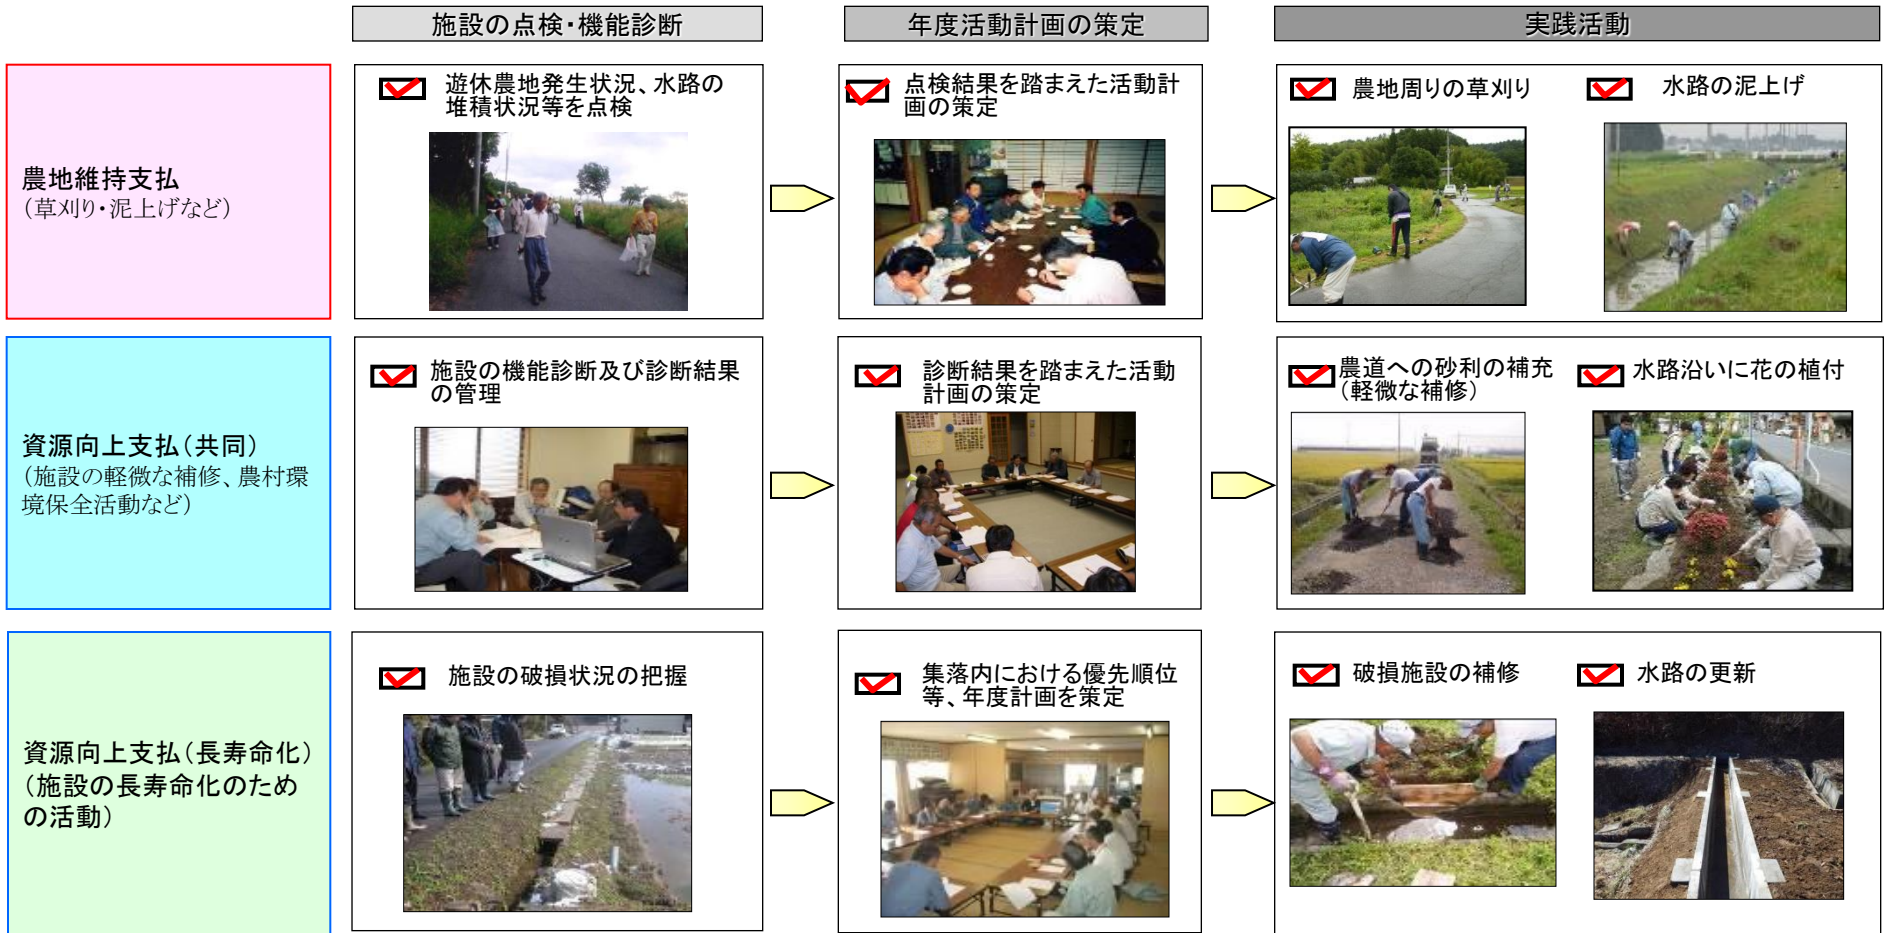 施設の点検・機能診断
年度活動計画の策定
実践活動
農地維持支払
（草刈り・泥上げなど）
遊休農地発生状況、水路の
堆積状況等を点検
点検結果を踏まえた活動計
画の策定
農地周りの草刈り
水路の泥上げ
資源向上支払（共同）
（施設の軽微な補修、農村環
境保全活動など）
施設の機能診断及び診断結果
の管理
診断結果を踏まえた活動
計画の策定
農道への砂利の補充
（軽微な補修）
水路沿いに花の植付
資源向上支払（長寿命化）
（施設の長寿命化のため
の活動）
施設の破損状況の把握
集落内における優先順位
等、年度計画を策定
破損施設の補修
水路の更新